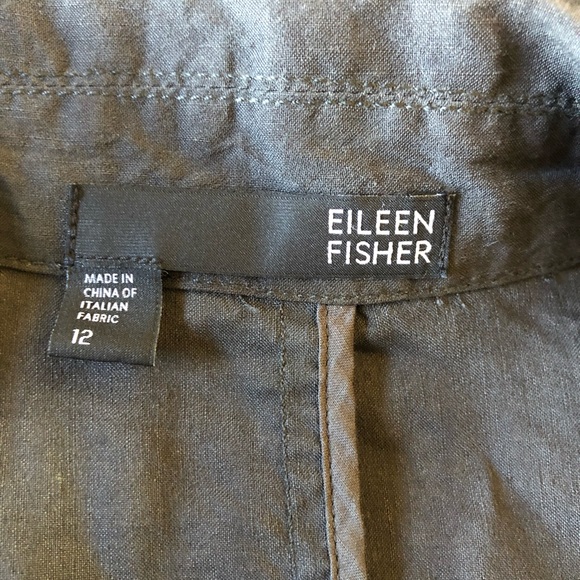 EILEEN
FISHER
MADE IN
CHINA OF
ITALIAN
FABRIC
12